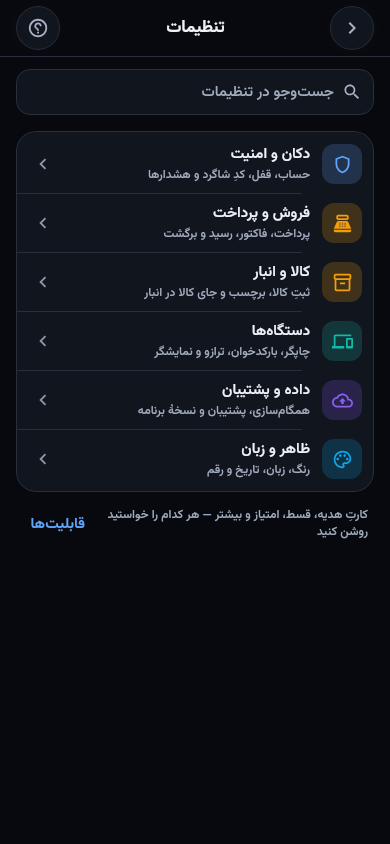 تنظیمات
جست‌وجو در تنظیمات
دکان و امنیت
حساب، قفل، کدِ شاگرد و هشدارها
فروش و پرداخت
پرداخت، فاکتور، رسید و برگشت
کالا و انبار
ثبتِ کالا، برچسب و جای کالا در انبار
دستگاه‌ها
چاپگر، بارکدخوان، ترازو و نمایشگر
داده و پشتیبان
همگام‌سازی، پشتیبان و نسخهٔ برنامه
ظاهر و زبان
رنگ، زبان، تاریخ و رقم
کارتِ هدیه، قسط، امتیاز و بیشتر — هر کدام را خواستید
روشن کنید
قابلیت‌ها